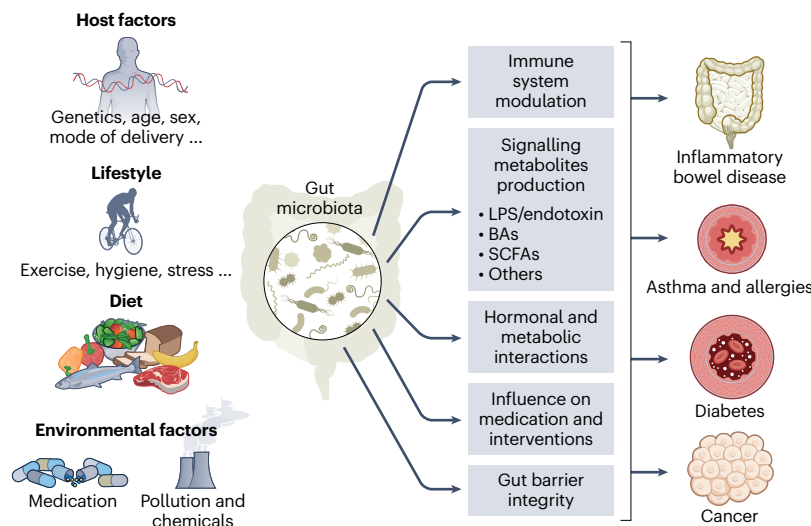 Host factors
Genetics, age, sex,
mode of delivery ...
Lifestyle
Exercise, hygiene, stress ...
Diet
Environmental factors
Medication
Pollution and
chemicals
Gut
microbiota
Immune
system
modulation
Signalling
metabolites
production
• LPS/endotoxin
• BAs
• SCFAs
• Others
Hormonal and
metabolic
interactions
Influence on
medication and
interventions
Gut barrier
integrity
Inflammatory
bowel disease
Asthma and allergies
Diabetes
Cancer